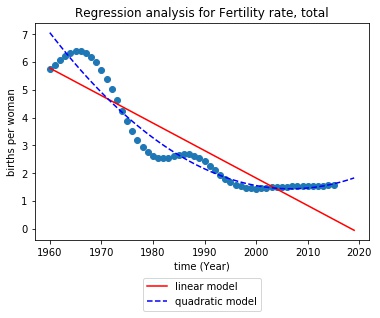 Regression analysis for Fertility rate, total
births per woman
7
6
5
4
3
2
1
0
1960 1970 1980 1990 2000 2010 2020
time (Year)
linear model
quadratic model